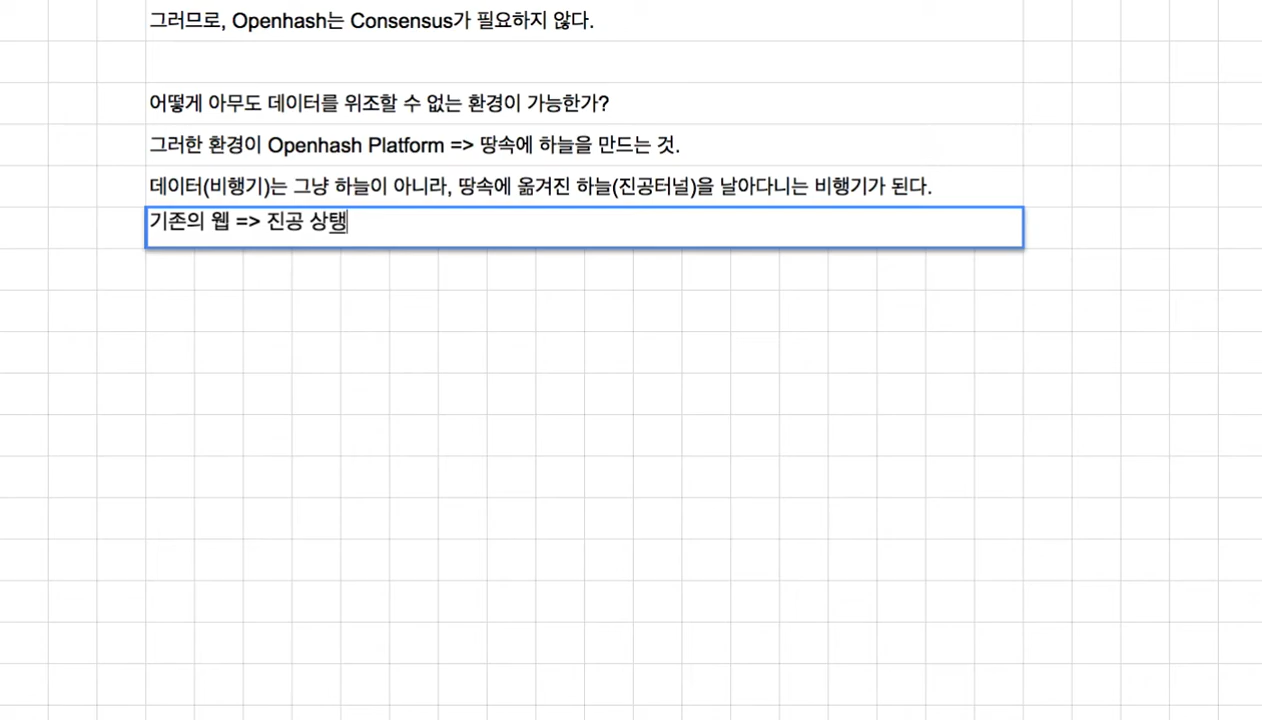 그러므로, Openhash는 Consensus가 필요하지 않다.
어떻게 아무도 데이터를 위조할 수 없는 환경이 가능한가?
그러한 환경이 Openhash Platform => 땅속에 하늘을 만드는 것.
데이터(비행기)는 그냥 하늘이 아니라, 땅속에 옮겨진 하늘(진공터널)을 날아다니는 비행기가 된다.
기존의 웹 => 진공 상탱